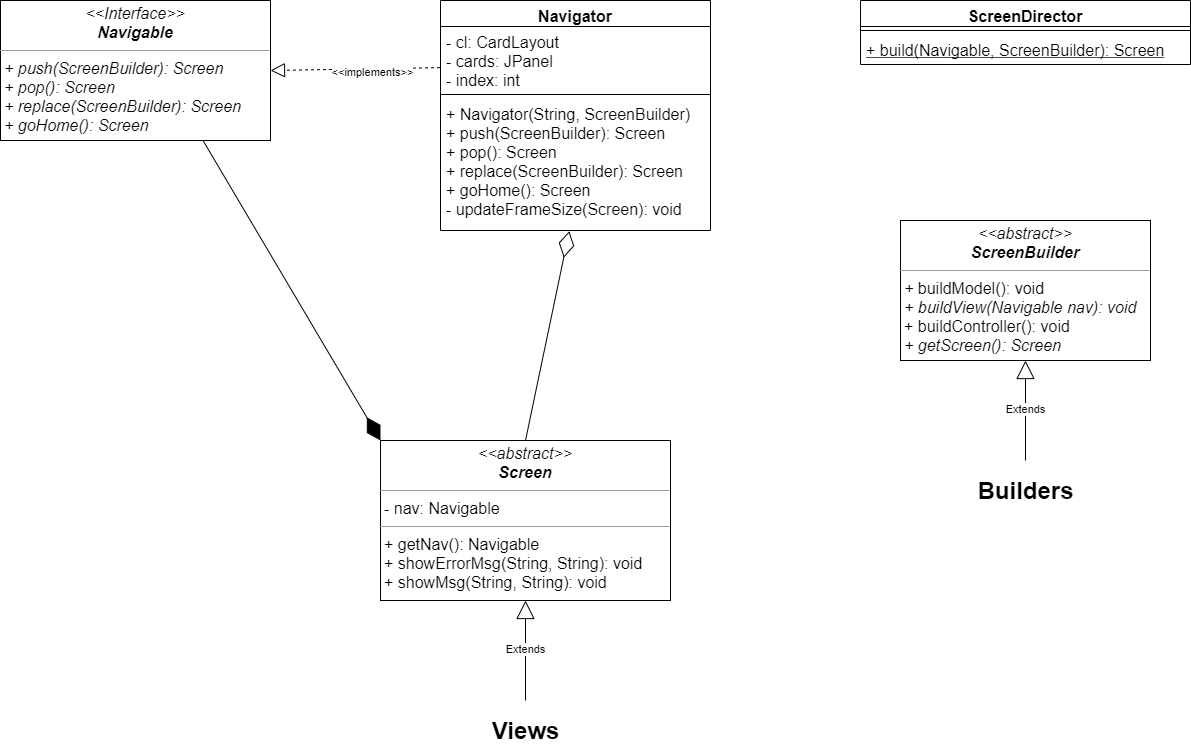 <<Interface>>
Navigable
+ push(ScreenBuilder): Screen
+ pop(): Screen
+ replace(ScreenBuilder): Screen
+ goHome(): Screen
<<implements>>
Navigator
- cl: CardLayout
- cards: JPanel
- index: int
+ Navigator(String, ScreenBuilder)
+ push(ScreenBuilder): Screen
+ pop(): Screen
+ replace(ScreenBuilder): Screen
+ goHome(): Screen
- updateFrameSize(Screen): void
ScreenDirector
+ build(Navigable, ScreenBuilder): Screen
<<abstract>>
ScreenBuilder
+ buildModel(): void
+ buildView(Navigable nav): void
+ buildController(): void
+ getScreen(): Screen
Extends
Builders
<<abstract>>
Screen
- nav: Navigable
+ getNav(): Navigable
+ showErrorMsg(String, String): void
+ showMsg(String, String): void
Extends
Views